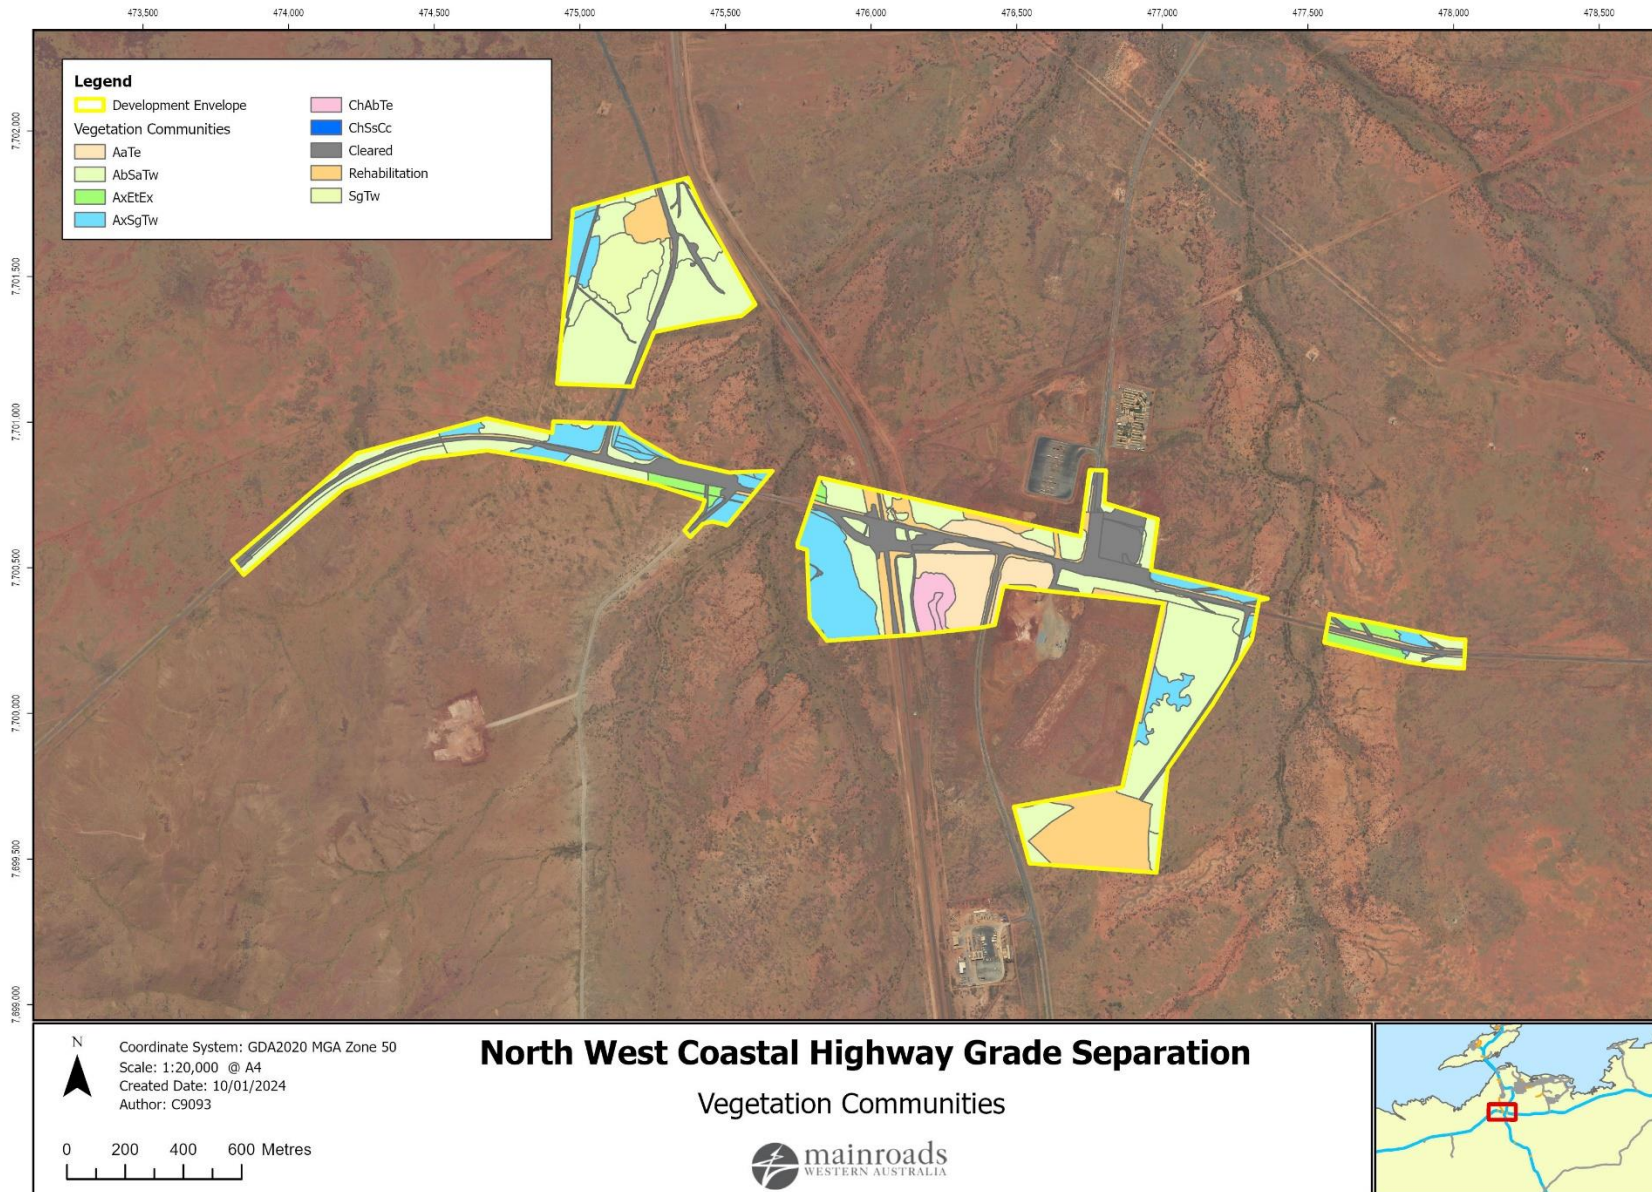 473,500 474,000 474,500 475,000 475,500 476,000 476,500 477,000 477,500 478,000 478,500
7,702,000
7,701,500
7,701,000
7,700,500
7,700,000
7,699,500
7,699,000
Legend
Development Envelope
Vegetation Communities
AaTe
AbSaTw
AxEtEx
AxSgTw
ChAbTe
ChSsCc
Cleared
Rehabilitation
SgTw
N
Coordinate System: GDA2020 MGA Zone 50
Scale: 1:20,000 @ A4
Created Date: 10/01/2024
Author: C9093
0 200 400 600 Metres
North West Coastal Highway Grade Separation
Vegetation Communities
mainroads
WESTERN AUSTRALIA